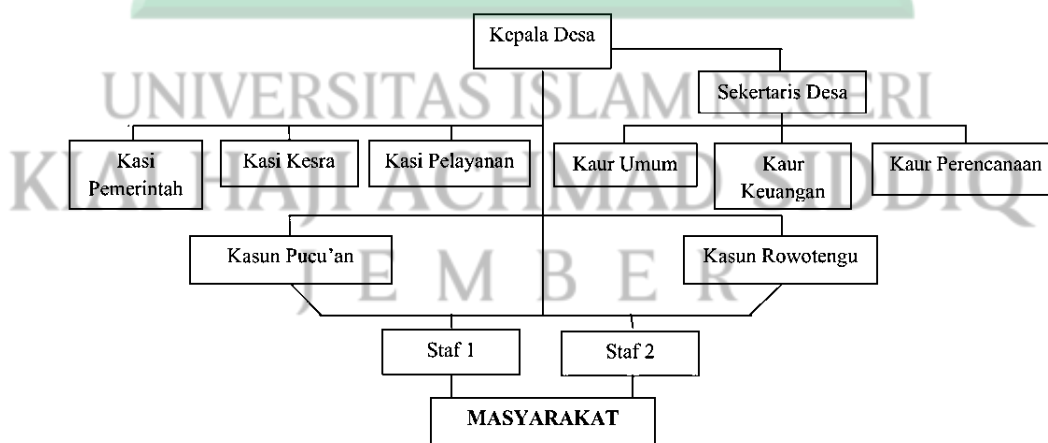 Kepala Desa
UNIVERSITAS ISLAM NEGERI
Sekertaris Desa
Kasi
Pemerintah
Kasi Kesra
Kasi Pelayanan
Kaur Umum
Kaur
Keuangan
Kaur Perencanaan
KIAI HAJI ACHMAD SIDDIQ
Kasun Pucu'an
Kasun Rowotengu
J E M B E R
Staf 1
Staf 2
MASYARAKAT